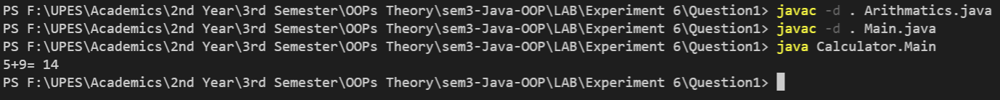 PS F:\UPES\Academics\2nd Year\3rd Semester\OOPs Theory\sem3-Java-OOP\LAB\Experiment 6\Question1> javac -d . Arithmatics.java
PS F:\UPES\Academics\2nd Year\3rd Semester\OOPs Theory\sem3-Java-OOP\LAB\Experiment 6\Question1> javac -d . Main.java
PS F:\UPES\Academics\2nd Year\3rd Semester\OOPs Theory\sem3-Java-OOP\LAB\Experiment 6\Question1> java Calculator.Main
5+9= 14
PS F:\UPES\Academics\2nd Year\3rd Semester\OOPs Theory\sem3-Java-OOP\LAB\Experiment 6\Question1>